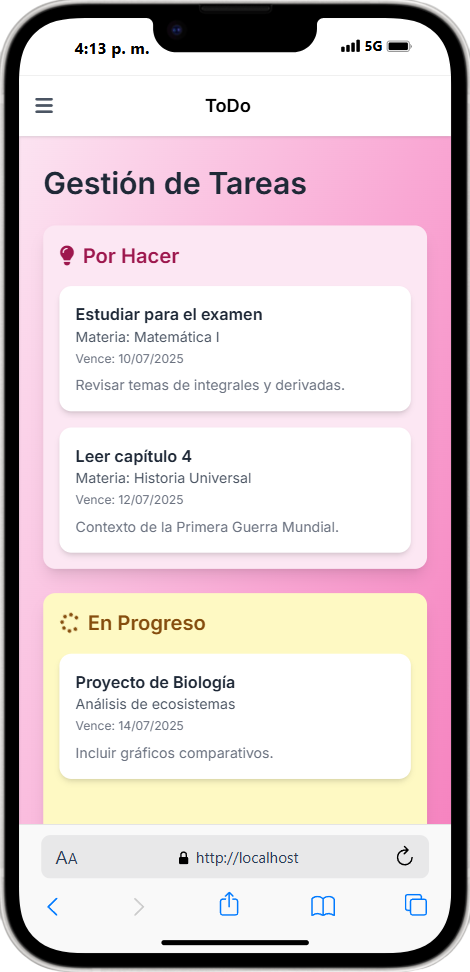 4:13 p. m.
5G
ToDo
Gestión de Tareas
Por Hacer
Estudiar para el examen
Materia: Matemática I
Vence: 10/07/2025
Revisar temas de integrales y derivadas.
Leer capítulo 4
Materia: Historia Universal
Vence: 12/07/2025
Contexto de la Primera Guerra Mundial.
En Progreso
Proyecto de Biología
Análisis de ecosistemas
Vence: 14/07/2025
Incluir gráficos comparativos.
AA
http://localhost